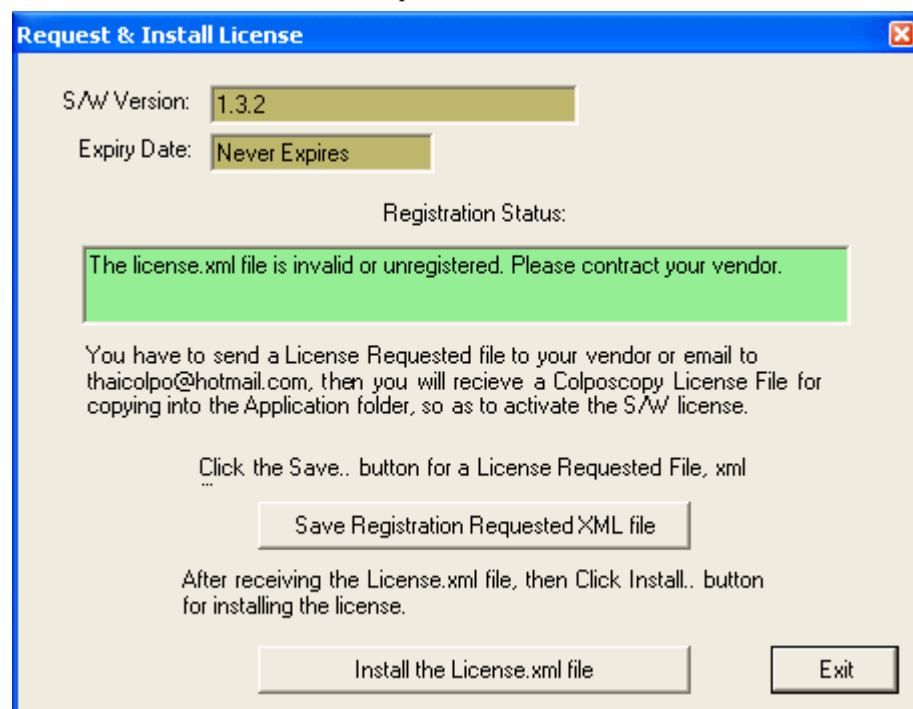 Request & Install License
S/W Version: 1.3.2
Expiry Date: Never Expires
Registration Status:
The license.xml file is invalid or unregistered. Please contract your vendor.
You have to send a License Requested file to your vendor or email to
thaicolpo@hotmail.com, then you will recieve a Colposcopy License File for
copying into the Application folder, so as to activate the S/W license.
Click the Save.. button for a License Requested File, xml
...
Save Registration Requested XML file
After receiving the License.xml file, then Click Install.. button
for installing the license.
Install the License.xml file
Exit